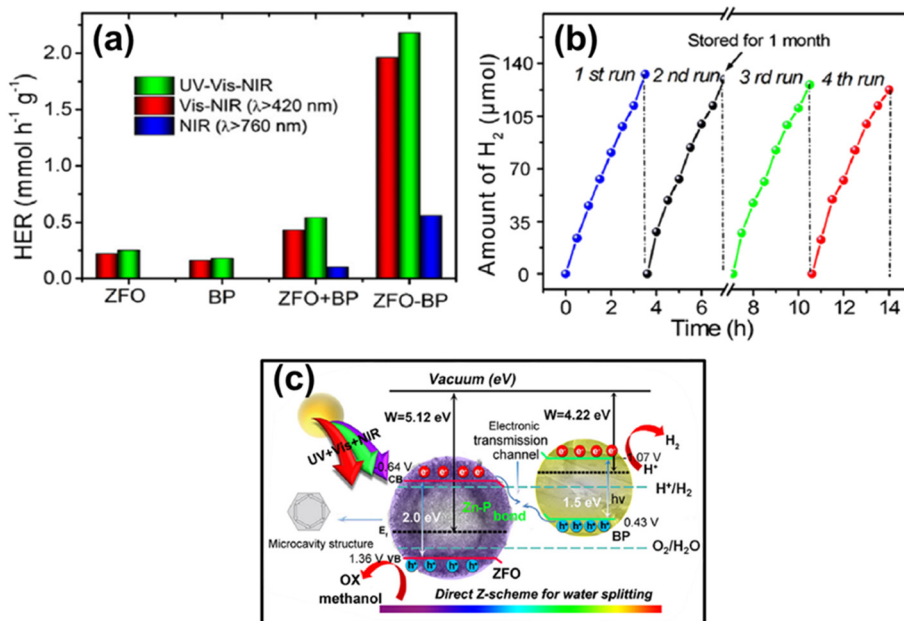 (a)
HER (mmol h⁻¹ g⁻¹)
2.0
1.5
1.0
0.5
0.0
UV-Vis-NIR
Vis-NIR (λ>420 nm)
NIR (λ>760 nm)
ZFO
BP
ZFO+BP
ZFO-BP
(b)
Stored for 1 month
1 st run
2 nd run
3 rd run
4 th run
Amount of H₂ (μmol)
140
105
70
35
0
0 2 4 6 8 10 12 14
Time (h)
(c)
Vacuum (eV)
W=5.12 eV
W=4.22 eV
Electronic
transmission
channel
H₂
UV+Vis+NIR
-0.64 V
CB
e⁻ e⁻ e⁻ e⁻
e⁻ e⁻ e⁻ e⁻
-1.07 V
H⁺
H⁺/H₂
Zn-P
bond
1.5 eV
hν
2.0 eV
Microcavity structure
h⁺ h⁺ h⁺ h⁺
0.43 V
BP
O₂/H₂O
1.36 V
VB
h⁺ h⁺ h⁺ h⁺
ZFO
OX
methanol
Direct Z-scheme for water splitting